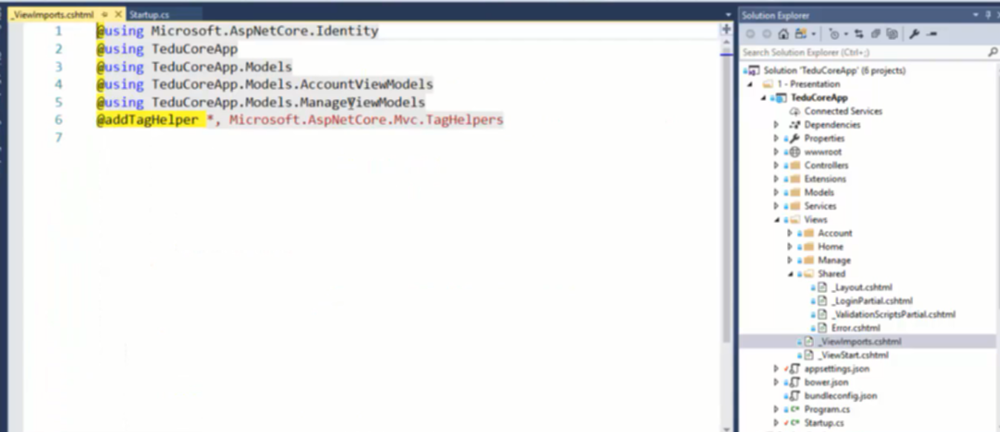 _ViewImports.cshtml
Startup.cs
1 @using Microsoft.AspNetCore.Identity
2 @using TeduCoreApp
3 @using TeduCoreApp.Models
4 @using TeduCoreApp.Models.AccountViewModels
5 @using TeduCoreApp.Models.ManageViewModels
6 @addTagHelper *, Microsoft.AspNetCore.Mvc.TagHelpers
7
Solution Explorer
Search Solution Explorer (Ctrl+;)
Solution 'TeduCoreApp' (6 projects)
1 - Presentation
TeduCoreApp
Connected Services
Dependencies
Properties
wwwroot
Controllers
Extensions
Models
Services
Views
Account
Home
Manage
Shared
_Layout.cshtml
_LoginPartial.cshtml
_ValidationScriptsPartial.cshtml
Error.cshtml
_ViewImports.cshtml
_ViewStart.cshtml
appsettings.json
bower.json
bundleconfig.json
Program.cs
Startup.cs